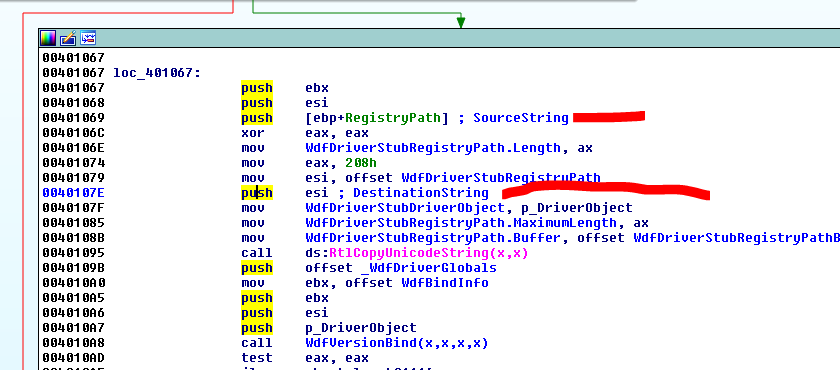 00401067
00401067 loc_401067:
00401067 push ebx
00401068 push esi
00401069 push [ebp+RegistryPath] ; SourceString
0040106C xor eax, eax
0040106E mov WdfDriverStubRegistryPath.Length, ax
00401074 mov eax, 208h
00401079 mov esi, offset WdfDriverStubRegistryPath
0040107E push esi ; DestinationString
0040107F mov WdfDriverStubDriverObject, p_DriverObject
00401085 mov WdfDriverStubRegistryPath.MaximumLength, ax
0040108B mov WdfDriverStubRegistryPath.Buffer, offset WdfDriverStubRegistryPathB
00401095 call ds:RtlCopyUnicodeString(x,x)
0040109B push offset _WdfDriverGlobals
004010A0 mov ebx, offset WdfBindInfo
004010A5 push ebx
004010A6 push esi
004010A7 push p_DriverObject
004010A8 call WdfVersionBind(x,x,x,x)
004010AD test eax, eax